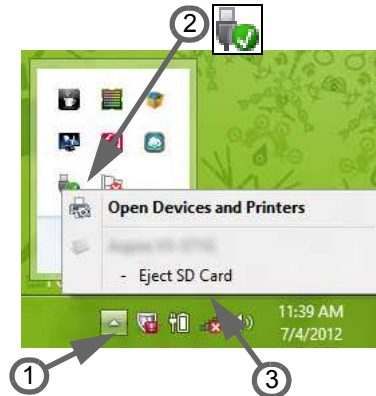 2
Open Devices and Printers
- Eject SD Card
11:39 AM
7/4/2012
1
3